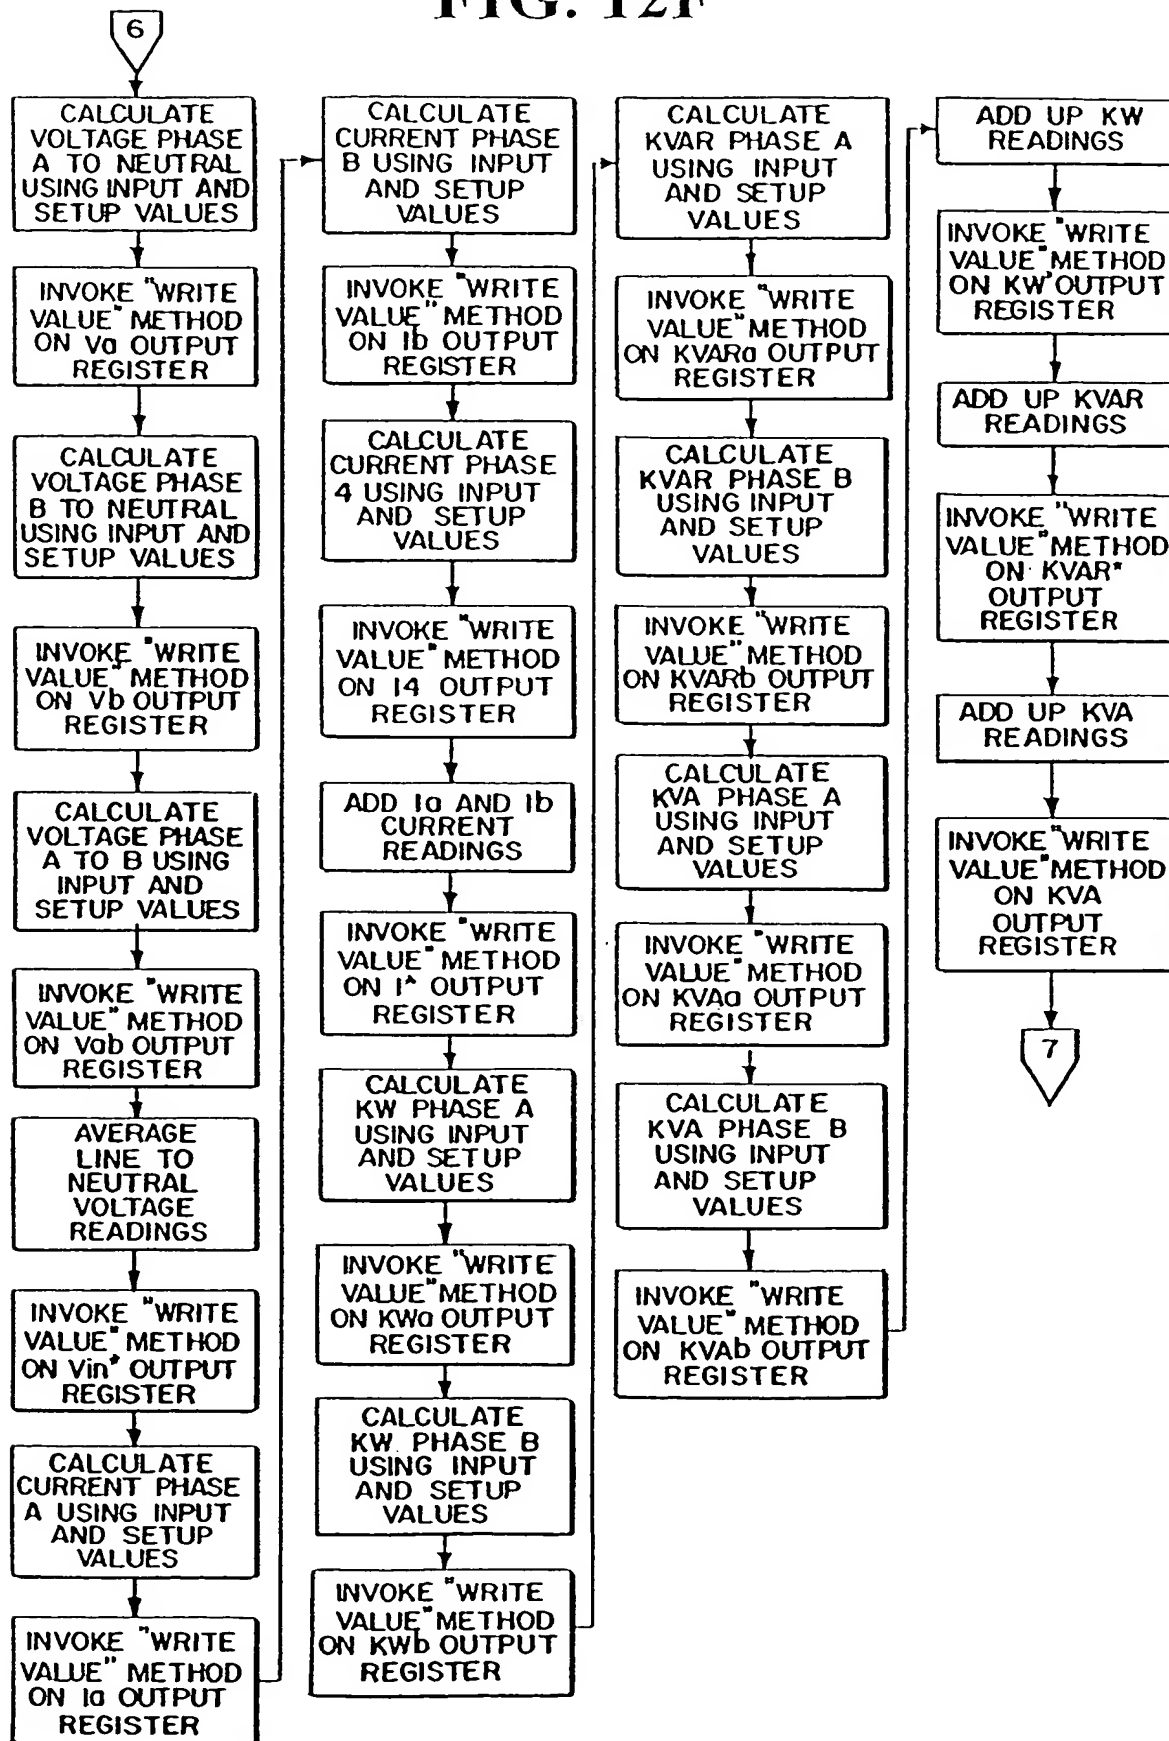 FIG. 12F
6
CALCULATE
VOLTAGE PHASE
A TO NEUTRAL
USING INPUT AND
SETUP VALUES
INVOKE "WRITE
VALUE" METHOD
ON Va OUTPUT
REGISTER
CALCULATE
VOLTAGE PHASE
B TO NEUTRAL
USING INPUT AND
SETUP VALUES
INVOKE "WRITE
VALUE" METHOD
ON Vb OUTPUT
REGISTER
CALCULATE
VOLTAGE PHASE
A TO B USING
INPUT AND
SETUP VALUES
INVOKE "WRITE
VALUE" METHOD
ON Vab OUTPUT
REGISTER
AVERAGE
LINE TO
NEUTRAL
VOLTAGE
READINGS
INVOKE "WRITE
VALUE" METHOD
ON Vin* OUTPUT
REGISTER
CALCULATE
CURRENT PHASE
A USING INPUT
AND SETUP
VALUES
INVOKE "WRITE
VALUE" METHOD
ON Ia OUTPUT
REGISTER
CALCULATE
CURRENT PHASE
B USING INPUT
AND SETUP
VALUES
INVOKE "WRITE
VALUE" METHOD
ON Ib OUTPUT
REGISTER
CALCULATE
CURRENT PHASE
4 USING INPUT
AND SETUP
VALUES
INVOKE "WRITE
VALUE" METHOD
ON I4 OUTPUT
REGISTER
ADD Ia AND Ib
CURRENT
READINGS
INVOKE "WRITE
VALUE" METHOD
ON I^ OUTPUT
REGISTER
CALCULATE
KW PHASE A
USING INPUT
AND SETUP
VALUES
INVOKE "WRITE
VALUE" METHOD
ON KWa OUTPUT
REGISTER
CALCULATE
KW PHASE B
USING INPUT
AND SETUP
VALUES
INVOKE "WRITE
VALUE" METHOD
ON KWb OUTPUT
REGISTER
CALCULATE
KVAR PHASE A
USING INPUT
AND SETUP
VALUES
INVOKE "WRITE
VALUE" METHOD
ON KVARa OUTPUT
REGISTER
CALCULATE
KVAR PHASE B
USING INPUT
AND SETUP
VALUES
INVOKE "WRITE
VALUE" METHOD
ON KVARb OUTPUT
REGISTER
CALCULATE
KVA PHASE A
USING INPUT
AND SETUP
VALUES
INVOKE "WRITE
VALUE" METHOD
ON KVAa OUTPUT
REGISTER
CALCULATE
KVA PHASE B
USING INPUT
AND SETUP
VALUES
INVOKE "WRITE
VALUE" METHOD
ON KVAb OUTPUT
REGISTER
ADD UP KW
READINGS
INVOKE "WRITE
VALUE" METHOD
ON KW' OUTPUT
REGISTER
ADD UP KVAR
READINGS
INVOKE "WRITE
VALUE" METHOD
ON KVAR*
OUTPUT
REGISTER
ADD UP KVA
READINGS
INVOKE "WRITE
VALUE" METHOD
ON KVA
OUTPUT
REGISTER
7